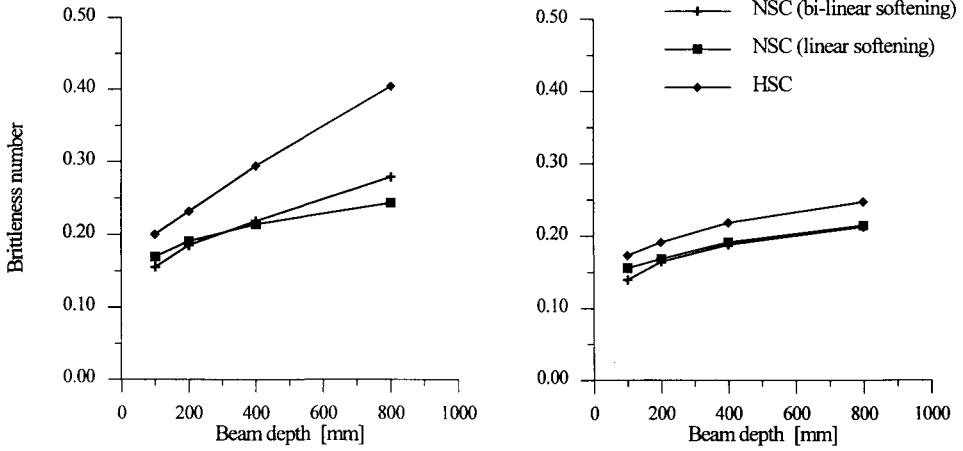 0.50
0.40
0.30
0.20
0.10
0.00
Brittleness number
0 200 400 600 800 1000
Beam depth [mm]
0.50
0.40
0.30
0.20
0.10
0.00
0 200 400 600 800 1000
Beam depth [mm]
NSC (bi-linear softening)
NSC (linear softening)
HSC